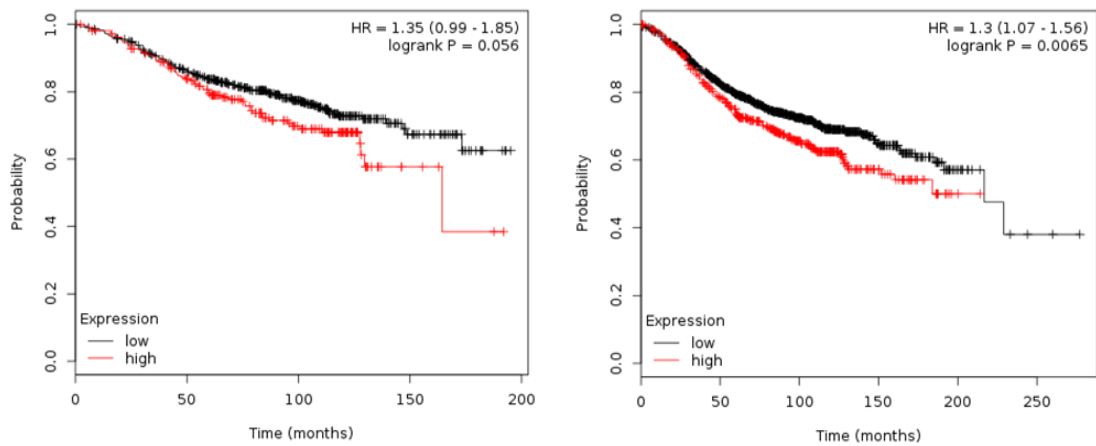 HR = 1.35 (0.99 - 1.85)
logrank P = 0.056
Probability
1.0
0.8
0.6
0.4
0.2
0.0
Expression
low
high
0 50 100 150 200
Time (months)
HR = 1.3 (1.07 - 1.56)
logrank P = 0.0065
Probability
1.0
0.8
0.6
0.4
0.2
0.0
Expression
low
high
0 50 100 150 200 250
Time (months)